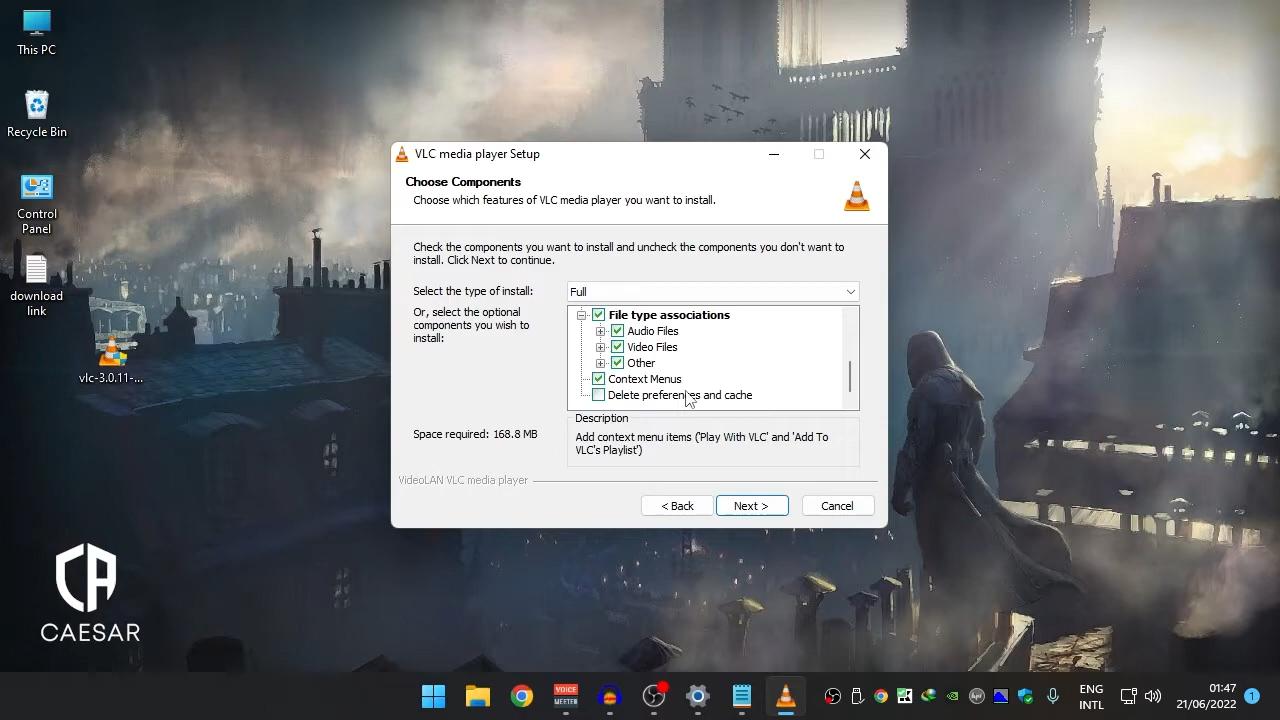 This PC
Recycle Bin
Control
Panel
download
link
vlc-3.0.11-...
CAESAR
VLC media player Setup
Choose Components
Choose which features of VLC media player you want to install.
Check the components you want to install and uncheck the components you don't want to
install. Click Next to continue.
Select the type of install:
Full
Or, select the optional
components you wish to
install:
File type associations
Audio Files
Video Files
Other
Context Menus
Delete preferences and cache
Space required: 168.8 MB
Description
Add context menu items ('Play With VLC' and 'Add To
VLC's Playlist')
VideoLAN VLC media player
< Back
Next >
Cancel
VOICE
MEETER
ENG
INTL
01:47
21/06/2022
1